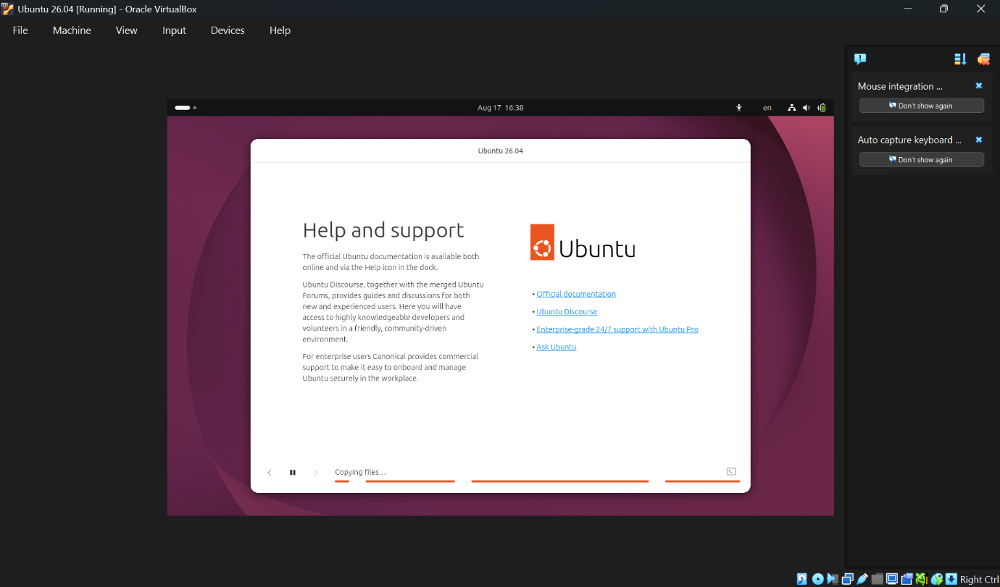 Ubuntu 26.04 [Running] - Oracle VirtualBox
File Machine View Input Devices Help
Mouse integration ...
Don't show again
Auto capture keyboard ...
Don't show again
Aug 17 16:38
en
Ubuntu 26.04
Help and support
The official Ubuntu documentation is available both
online and via the Help icon in the dock.
Ubuntu Discourse, together with the merged Ubuntu
Forums, provides guides and discussions for both
new and experienced users. Here you will have
access to highly knowledgeable developers and
volunteers in a friendly, community-driven
environment.
For enterprise users Canonical provides commercial
support to make it easy to onboard and manage
Ubuntu securely in the workplace.
Ubuntu
• Official documentation
• Ubuntu Discourse
• Enterprise-grade 24/7 support with Ubuntu Pro
• Ask Ubuntu
Copying files...
Right Ctrl